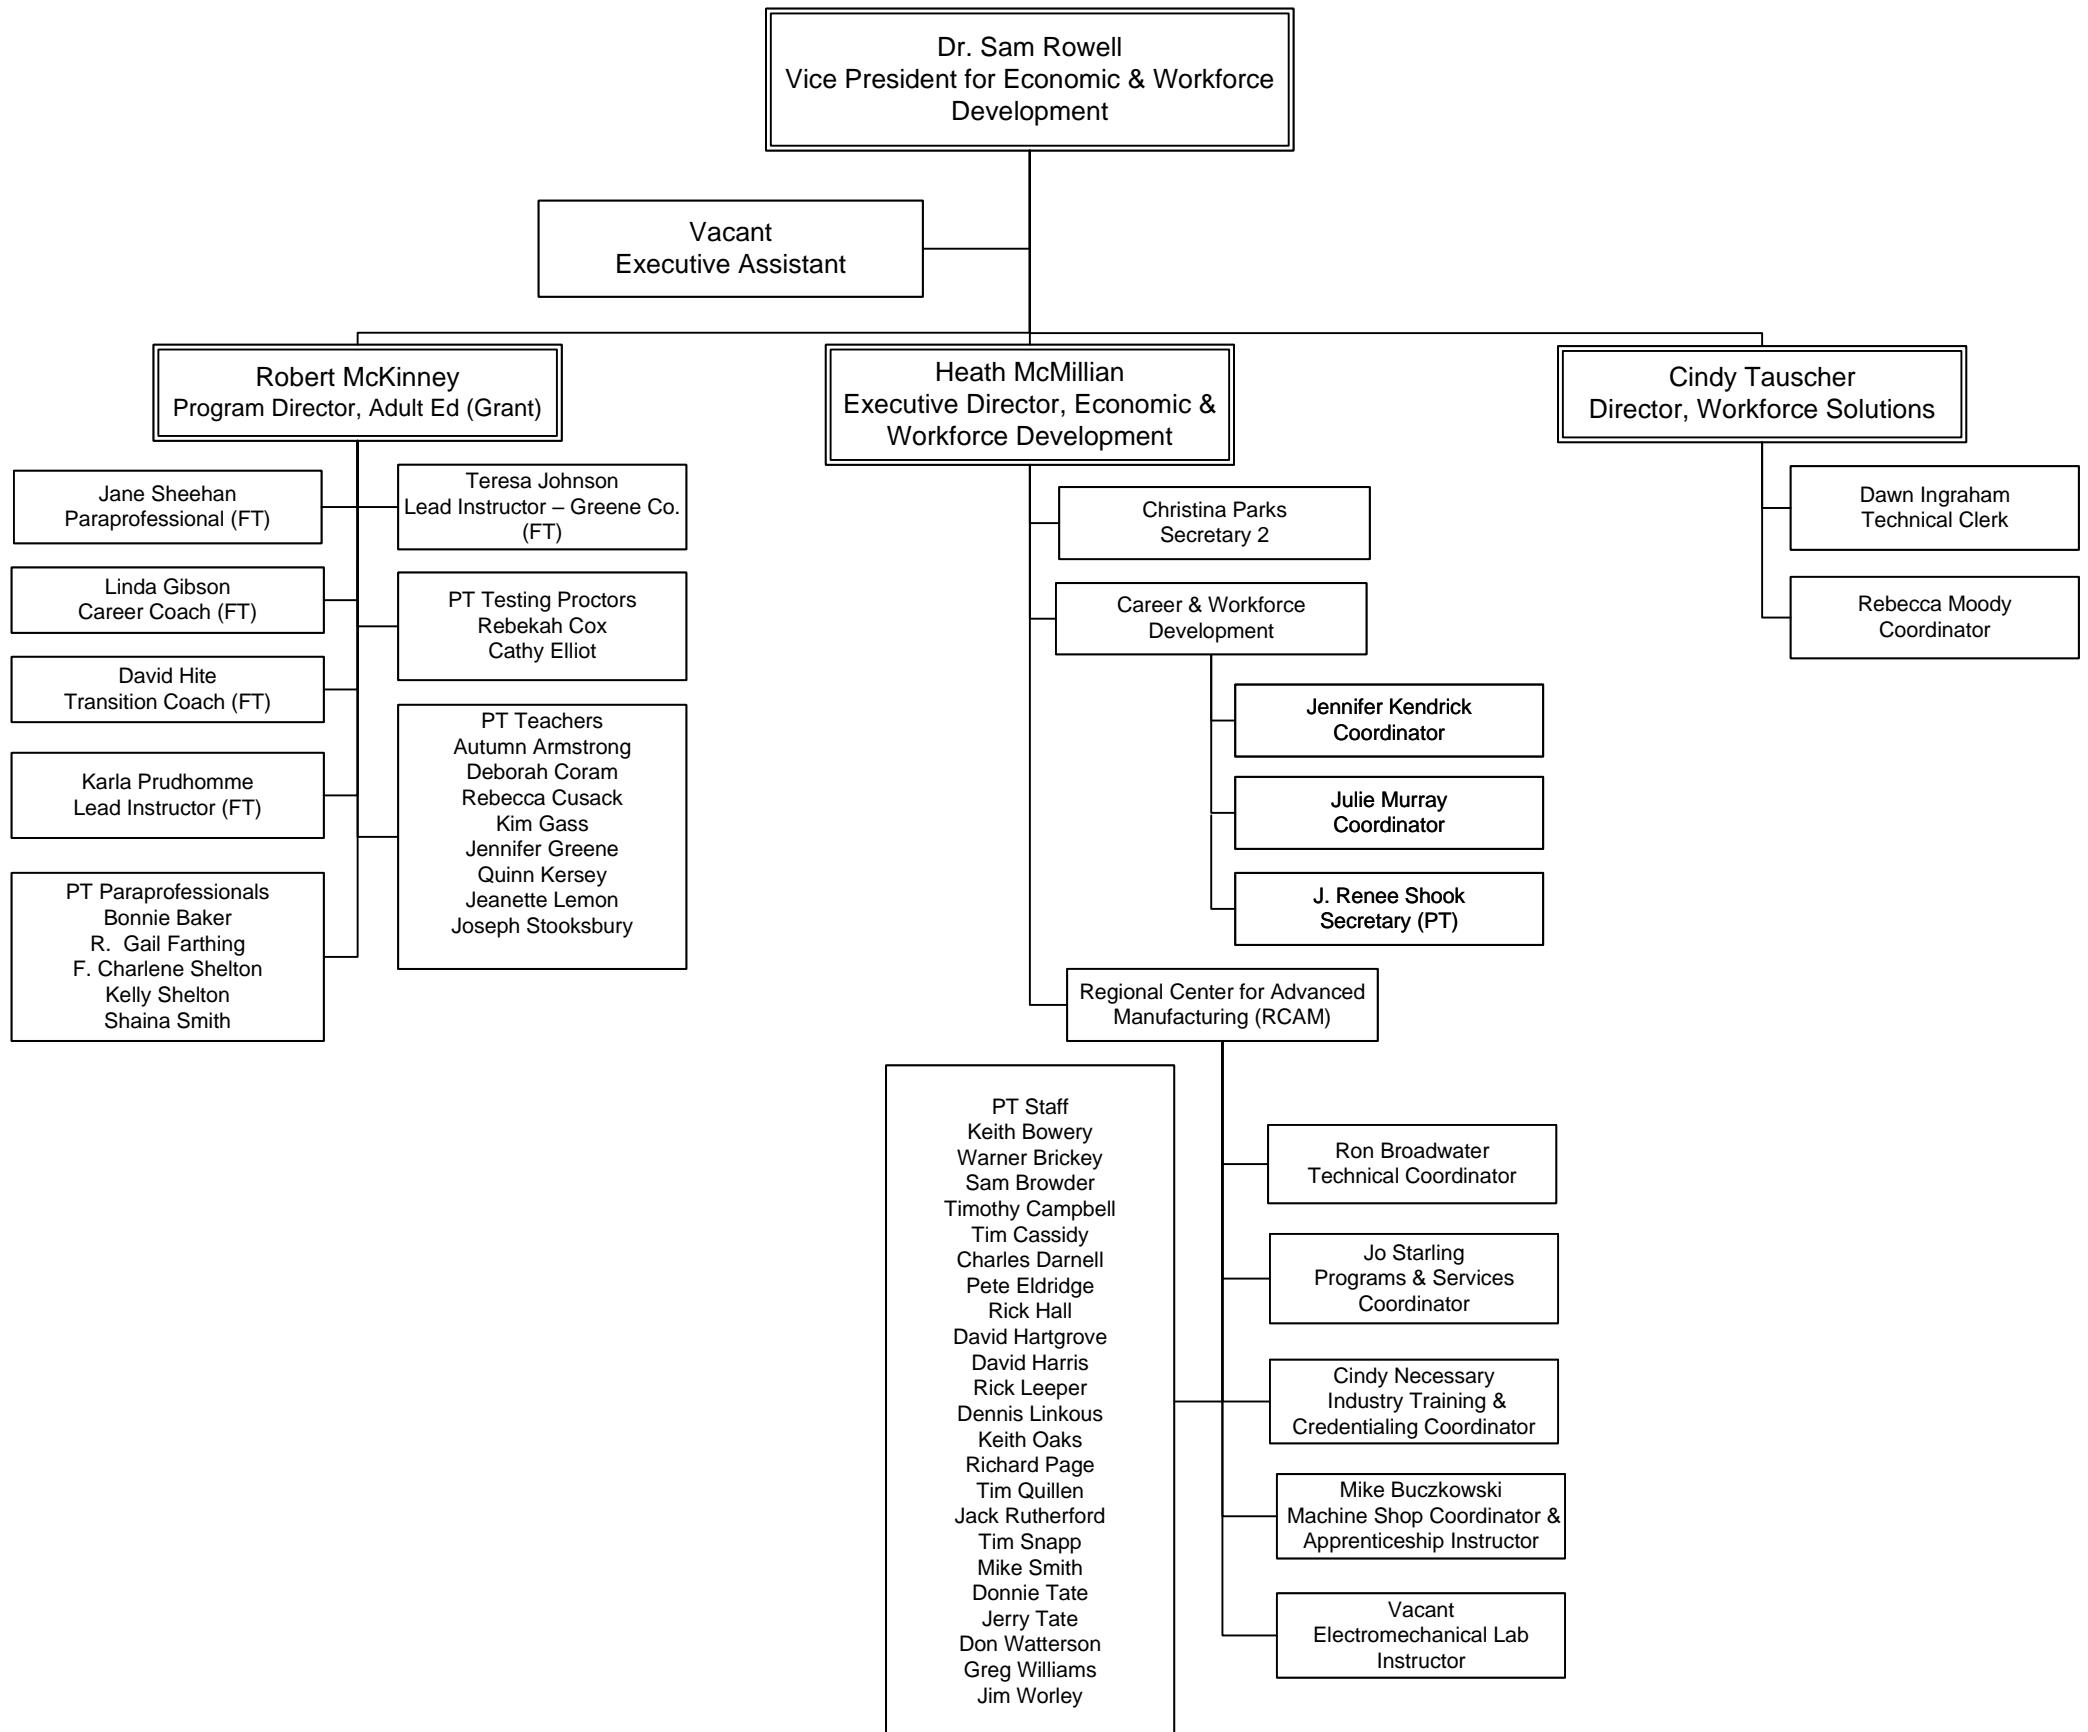 Dr. Sam Rowell
Vice President for Economic & Workforce
Development
Vacant
Executive Assistant
Robert McKinney
Program Director, Adult Ed (Grant)
Heath McMillian
Executive Director, Economic &
Workforce Development
Cindy Tauscher
Director, Workforce Solutions
Jane Sheehan
Paraprofessional (FT)
Linda Gibson
Career Coach (FT)
David Hite
Transition Coach (FT)
Karla Prudhomme
Lead Instructor (FT)
PT Paraprofessionals
Bonnie Baker
R.  Gail Farthing
F. Charlene Shelton
Kelly Shelton
Shaina Smith
Teresa Johnson
Lead Instructor – Greene Co.
(FT)
PT Testing Proctors
Rebekah Cox
Cathy Elliot
PT Teachers
Autumn Armstrong
Deborah Coram
Rebecca Cusack
Kim Gass
Jennifer Greene
Quinn Kersey
Jeanette Lemon
Joseph Stooksbury
Christina Parks
Secretary 2
Career & Workforce
Development
Jennifer Kendrick
Coordinator
Julie Murray
Coordinator
J. Renee Shook
Secretary (PT)
Regional Center for Advanced
Manufacturing (RCAM)
PT Staff
Keith Bowery
Warner Brickey
Sam Browder
Timothy Campbell
Tim Cassidy
Charles Darnell
Pete Eldridge
Rick Hall
David Hartgrove
David Harris
Rick Leeper
Dennis Linkous
Keith Oaks
Richard Page
Tim Quillen
Jack Rutherford
Tim Snapp
Mike Smith
Donnie Tate
Jerry Tate
Don Watterson
Greg Williams
Jim Worley
Ron Broadwater
Technical Coordinator
Jo Starling
Programs & Services
Coordinator
Cindy Necessary
Industry Training &
Credentialing Coordinator
Mike Buczkowski
Machine Shop Coordinator &
Apprenticeship Instructor
Vacant
Electromechanical Lab
Instructor
Dawn Ingraham
Technical Clerk
Rebecca Moody
Coordinator